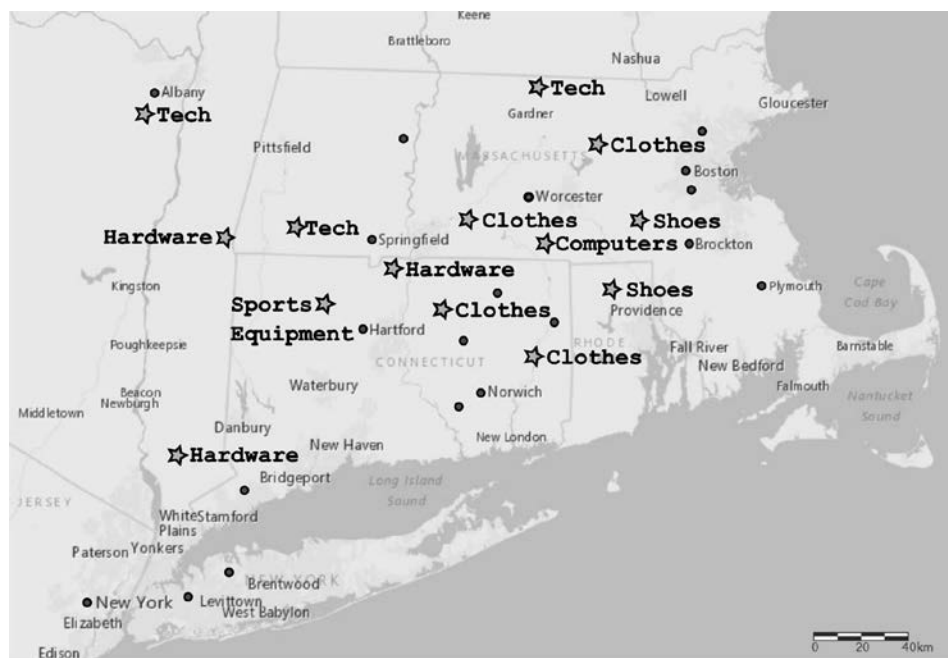 Keene
Brattleboro
Nashua
Albany
Tech
Tech
Lowell
Gloucester
Gardner
Pittsfield
MASSACHUSETTS
Clothes
Boston
Worcester
Tech
Clothes
Shoes
Hardware
Springfield
Computers
Brockton
Hardware
Kingston
Shoes
Plymouth
Cape
Cod Bay
Sports
Equipment
Clothes
Providence
Hartford
Poughkeepsie
RHODE
Fall River
Barnstable
CONNECTICUT
Clothes
New Bedford
Waterbury
Norwich
Falmouth
Nantucket
Sound
Beacon
Newburgh
Middletown
Danbury
New Haven
New London
Hardware
Bridgeport
Long Island
Sound
JERSEY
White
Plains
Stamford
Paterson
Yonkers
NEW YORK
Brentwood
New York
Levittown
West Babylon
Elizabeth
Edison
0 20 40km